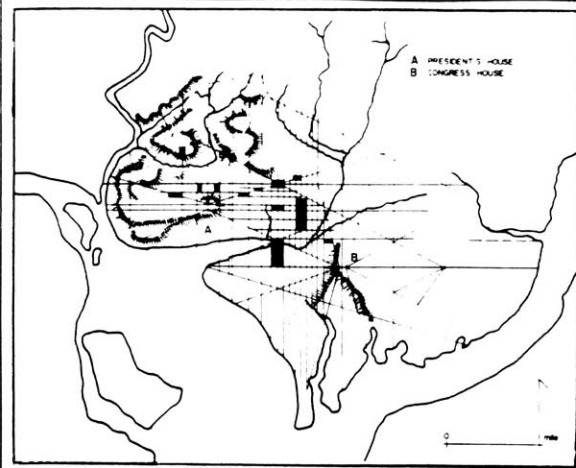 A PRESIDENT'S HOUSE
B CONGRESS HOUSE
A
B
0 1 mile